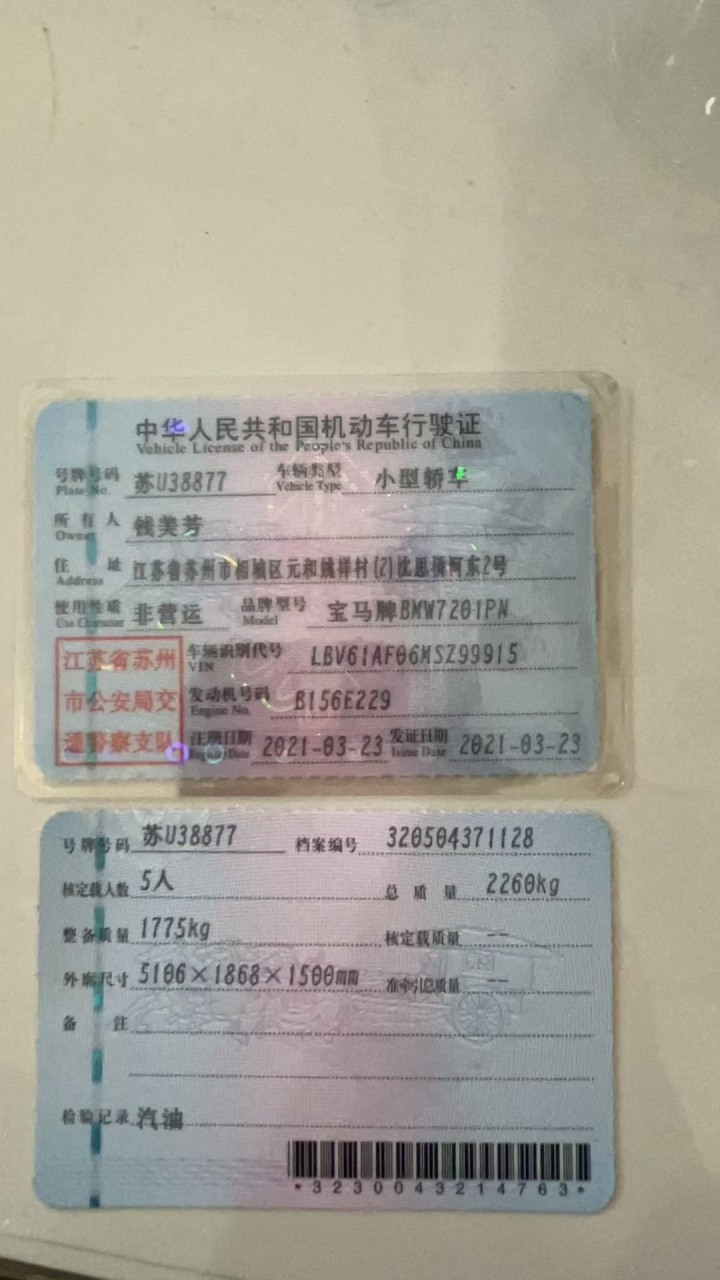 中华人民共和国机动车行驶证
Vehicle License of the People's Republic of China
号牌号码 苏U38877 车辆类型 小型轿车
Plate No. Vehicle Type
所有人 钱美芳
Owner
住址 江苏省苏州市相城区元和姚祥村(2)沈思浜河东2号
Address
使用性质 非营运 品牌型号 宝马牌BMW7201PN
Use Character Model
江苏省苏州
市公安局交
通警察支队
车辆识别代号 LBV61AF06MSZ99915
VIN
发动机号码 B156E229
Engine No.
注册日期 2021-03-23 发证日期 2021-03-23
Register Date Issue Date
号牌号码 苏U38877 档案编号 320504371128
核定载人数 5人 总质量 2260kg
整备质量 1775kg 核定载质量 --
外廓尺寸 5106×1868×1500mm 准牵引总质量 --
备注
检验记录 汽油
*3230043214763*